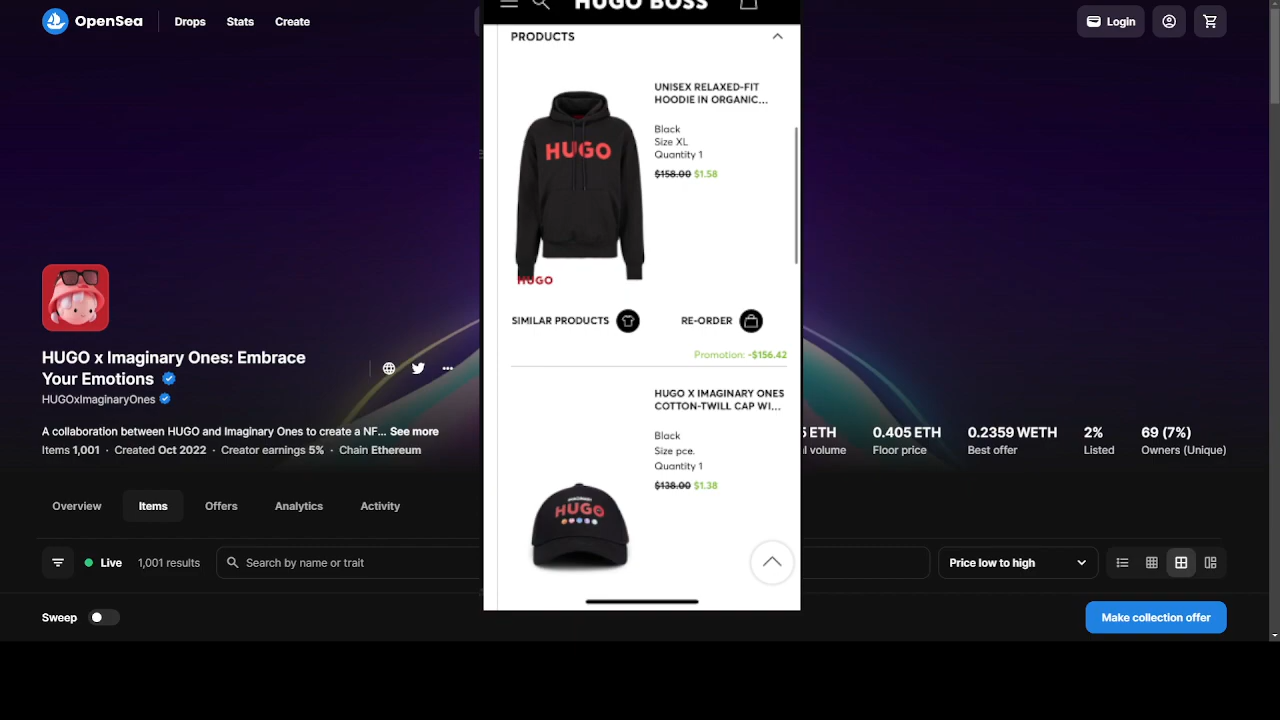 OpenSea
Drops
Stats
Create
Login
HUGO BOSS
PRODUCTS
UNISEX RELAXED-FIT
HOODIE IN ORGANIC...
Black
Size XL
Quantity 1
$158.00 $1.58
HUGO
HUGO
SIMILAR PRODUCTS
RE-ORDER
Promotion: -$156.42
HUGO X IMAGINARY ONES
COTTON-TWILL CAP WI...
Black
Size pce.
Quantity 1
$138.00 $1.38
HUGO
HUGO x Imaginary Ones: Embrace
Your Emotions
HUGOxImaginaryOnes
A collaboration between HUGO and Imaginary Ones to create a NF... See more
Items 1,001 · Created Oct 2022 · Creator earnings 5% · Chain Ethereum
5 ETH
volume
0.405 ETH
Floor price
0.2359 WETH
Best offer
2%
Listed
69 (7%)
Owners (Unique)
Overview
Items
Offers
Analytics
Activity
Live
1,001 results
Search by name or trait
Price low to high
Sweep
Make collection offer